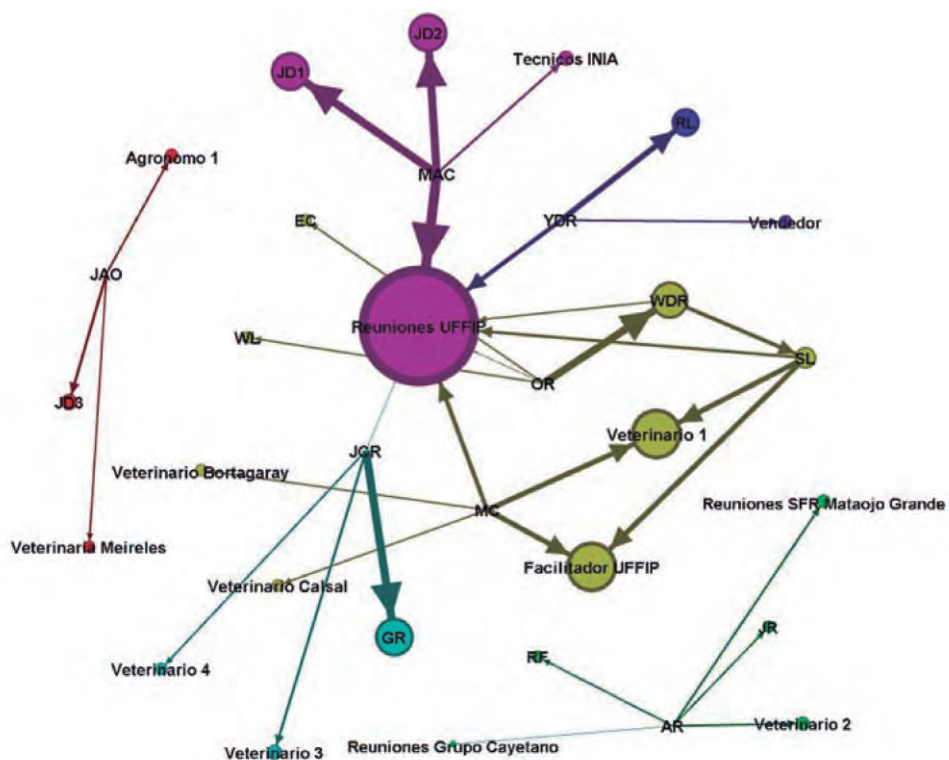 JD2
JD1
Tecnicos INIA
RL
Agronomo 1
MAC
EC
YDR
Vendedor
JAO
WDR
Reuniones UFFIP
WL
SL
OR
JD3
Veterinario 1
JCR
Veterinario Bortagaray
Reuniones SFR Mataojo Grande
MC
Veterinaria Meireles
Facilitador UFFIP
Veterinario Calsal
GR
JR
RF
Veterinario 4
AR
Veterinario 2
Reuniones Grupo Cayetano
Veterinario 3